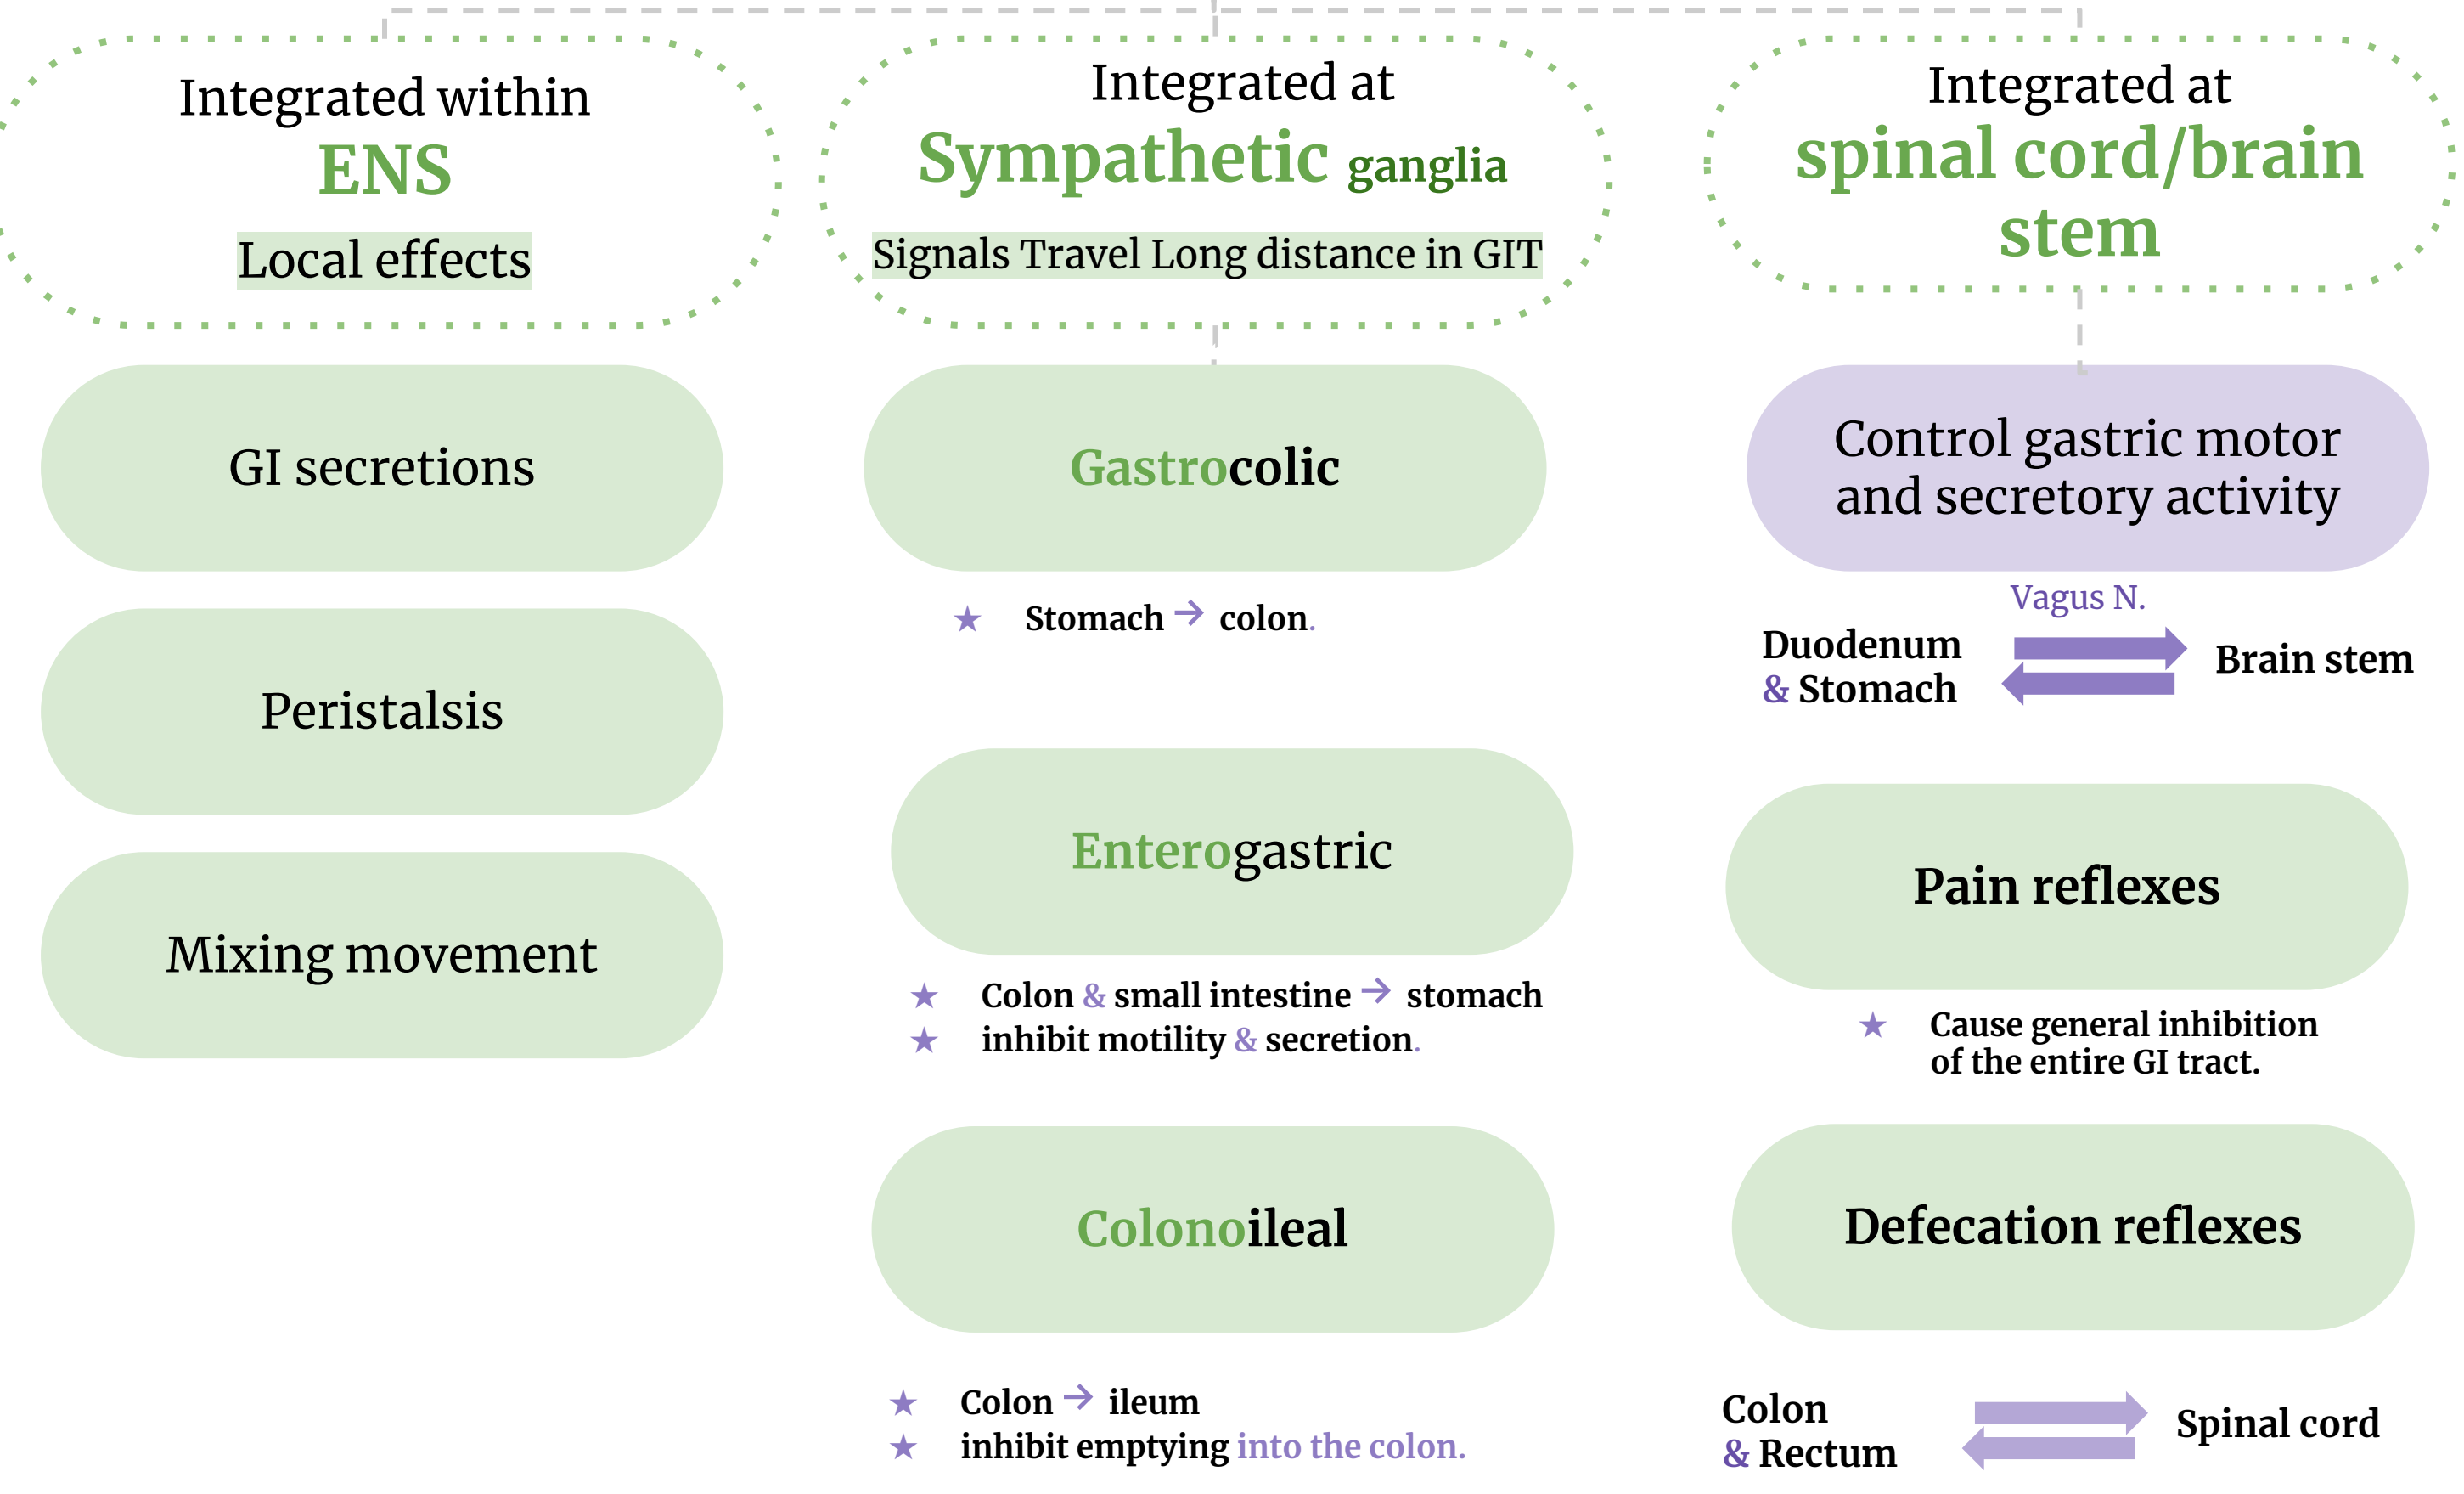 Integrated within
ENS
Local effects
GI secretions
Peristalsis
Mixing movement
Integrated at
Sympathetic ganglia
Signals Travel Long distance in GIT
Gastrocolic
★ Stomach → colon.
Enterogastric
★ Colon & small intestine → stomach
★ inhibit motility & secretion.
Colonoileal
★ Colon → ileum
★ inhibit emptying into the colon.
Integrated at
spinal cord/brain
stem
Control gastric motor
and secretory activity
Vagus N.
Duodenum
& Stomach
Brain stem
Pain reflexes
★ Cause general inhibition
of the entire GI tract.
Defecation reflexes
Colon
& Rectum
Spinal cord